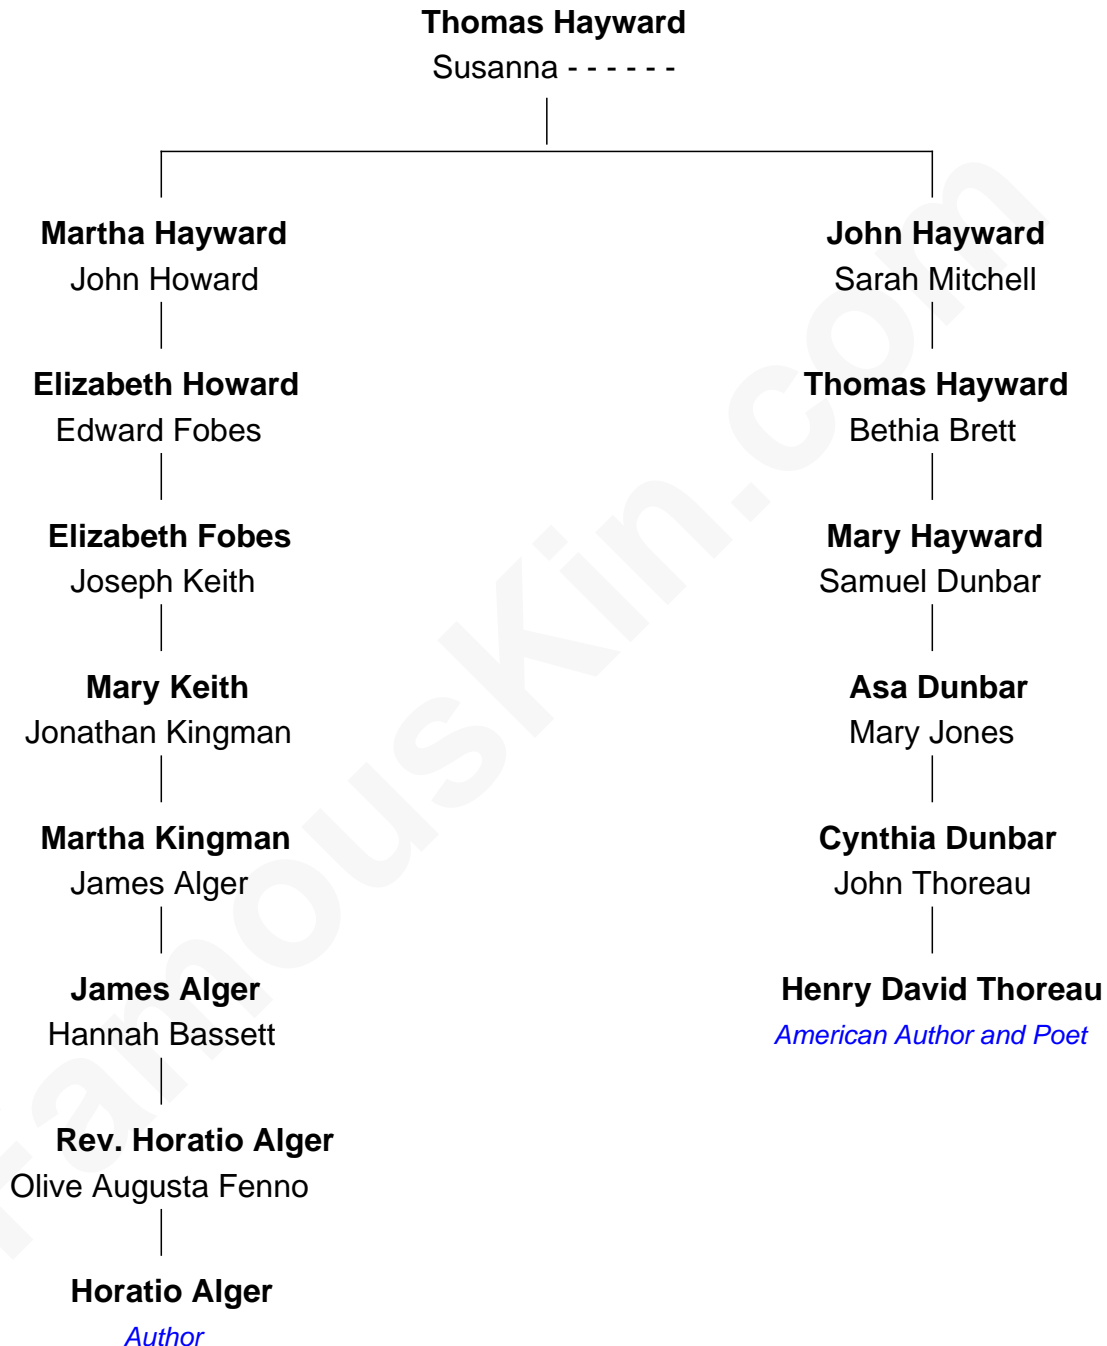 Thomas Hayward
Susanna - - - - - -
Martha Hayward
John Howard
John Hayward
Sarah Mitchell
Elizabeth Howard
Edward Fobes
Thomas Hayward
Bethia Brett
Elizabeth Fobes
Joseph Keith
Mary Hayward
Samuel Dunbar
Mary Keith
Jonathan Kingman
Asa Dunbar
Mary Jones
Martha Kingman
James Alger
Cynthia Dunbar
John Thoreau
James Alger
Hannah Bassett
Henry David Thoreau
American Author and Poet
Rev. Horatio Alger
Olive Augusta Fenno
Horatio Alger
Author
FamousKin.com